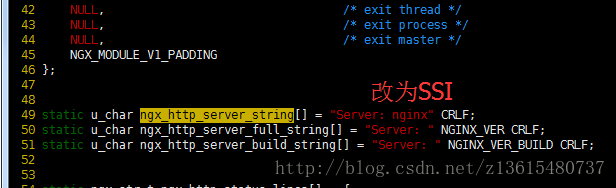 42 NULL, /* exit thread */
43 NULL, /* exit process */
44 NULL, /* exit master */
45 NGX_MODULE_V1_PADDING
46 };
47
48
改为SSI
49 static u_char ngx_http_server_string[] = "Server: nginx" CRLF;
50 static u_char ngx_http_server_full_string[] = "Server: " NGINX_VER CRLF;
51 static u_char ngx_http_server_build_string[] = "Server: " NGINX_VER_BUILD CRLF;
52
http://blog.csdn.net/z13615480737
53